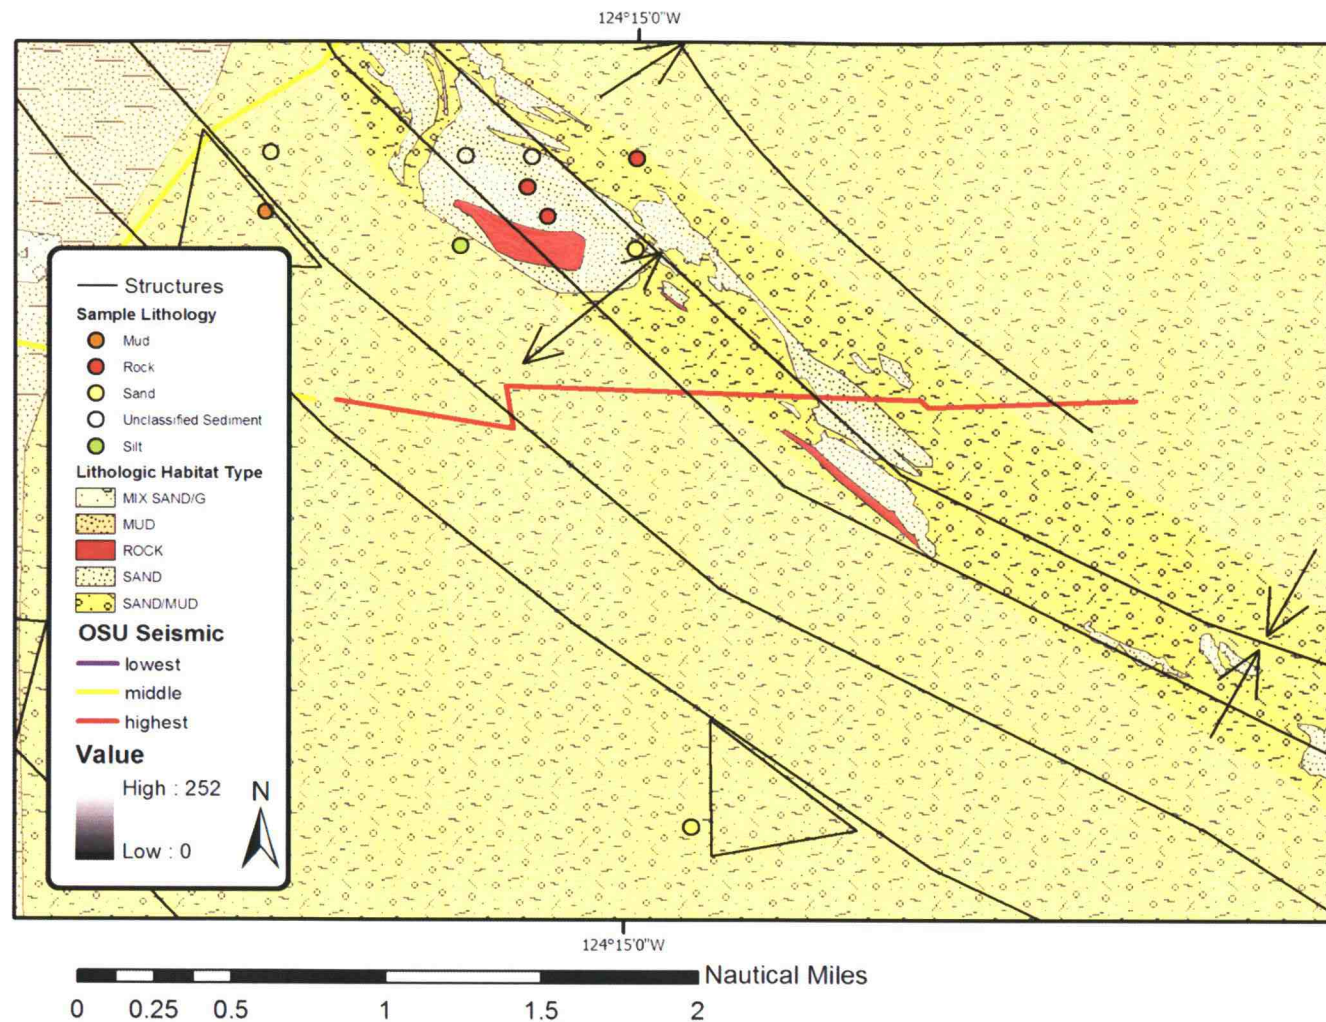 124°15'0"W
Structures
Sample Lithology
Mud
Rock
Sand
Unclassified Sediment
Silt
Lithologic Habitat Type
MIX SAND/G
MUD
ROCK
SAND
SAND/MUD
OSU Seismic
lowest
middle
highest
Value
High : 252
N
Low : 0
124°15'0"W
Nautical Miles
0 0.25 0.5 1 1.5 2